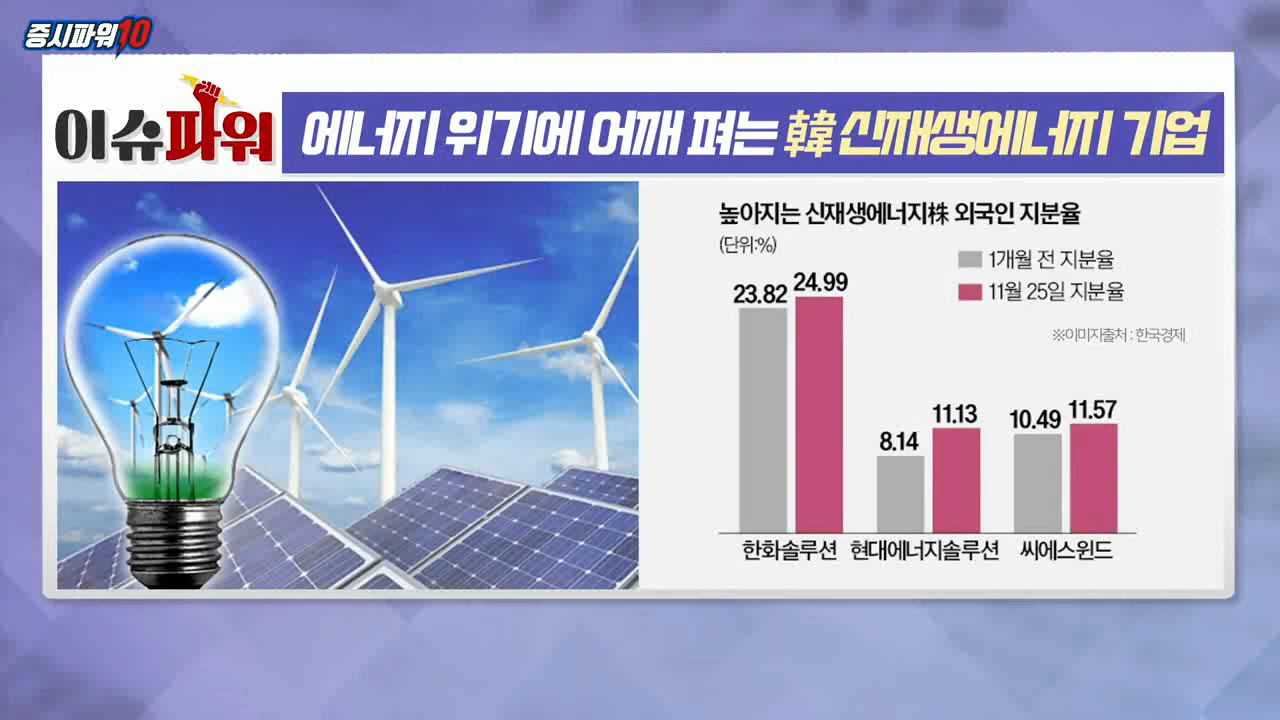 증시파워10
이슈파워
에너지 위기에 어깨 펴는 韓 신재생에너지 기업
높아지는 신재생에너지株 외국인 지분율
(단위:%)
1개월 전 지분율
11월 25일 지분율
※이미지출처 : 한국경제
23.82 24.99
8.14 11.13
10.49 11.57
한화솔루션 현대에너지솔루션 씨에스윈드